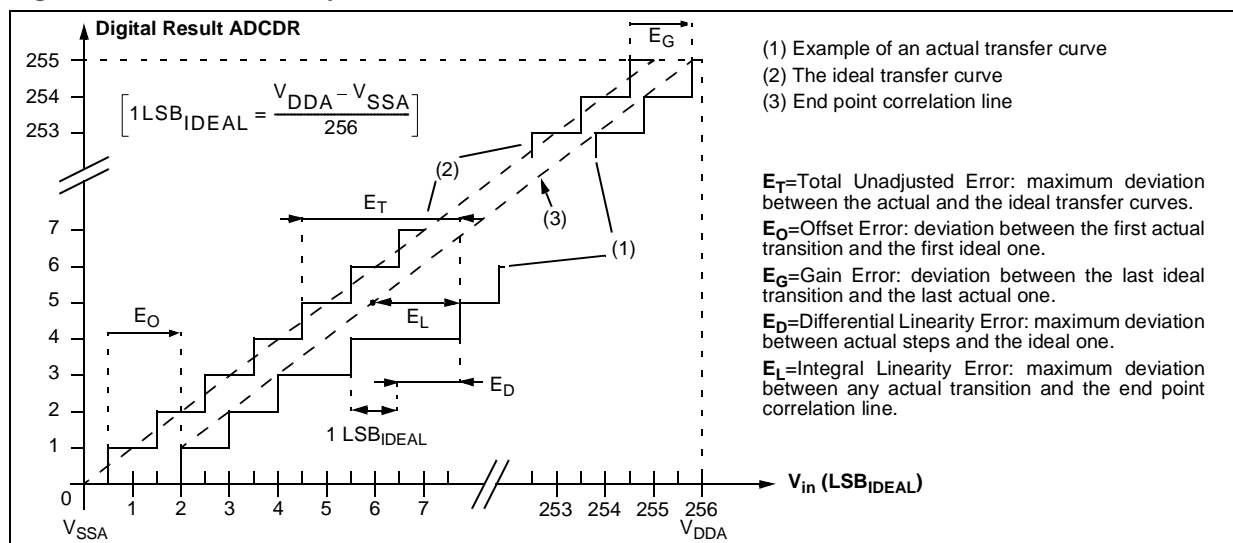 Digital Result ADCDR
E_G
255
254
253
[1LSB_IDEAL = (V_DDA – V_SSA) / 256]
(2)
E_T
(3)
(1)
7
6
5
4
3
2
1
0
E_O
E_L
E_D
1 LSB_IDEAL
1 2 3 4 5 6 7 253 254 255 256
V_SSA
V_DDA
V_in (LSB_IDEAL)
(1) Example of an actual transfer curve
(2) The ideal transfer curve
(3) End point correlation line
E_T=Total Unadjusted Error: maximum deviation
between the actual and the ideal transfer curves.
E_O=Offset Error: deviation between the first actual
transition and the first ideal one.
E_G=Gain Error: deviation between the last ideal
transition and the last actual one.
E_D=Differential Linearity Error: maximum deviation
between actual steps and the ideal one.
E_L=Integral Linearity Error: maximum deviation
between any actual transition and the end point
correlation line.